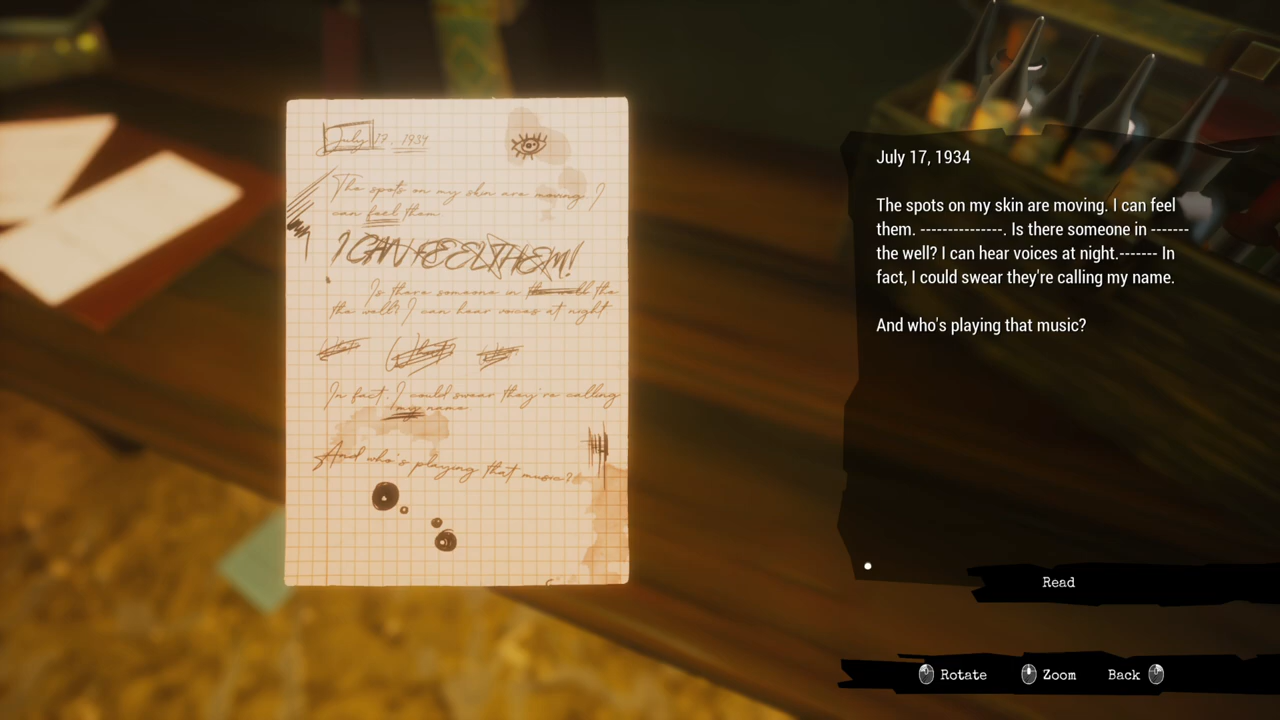 July 17, 1934
The spots on my skin are moving. I
can feel them
I CAN FEEL THEM!
Is there someone in the well the
the well? I can hear voices at night
In fact, I could swear they're calling
my name
And who's playing that music?
July 17, 1934
The spots on my skin are moving. I can feel
them. ---------------. Is there someone in -------
the well? I can hear voices at night.------- In
fact, I could swear they're calling my name.
And who's playing that music?
Read
Rotate
Zoom
Back